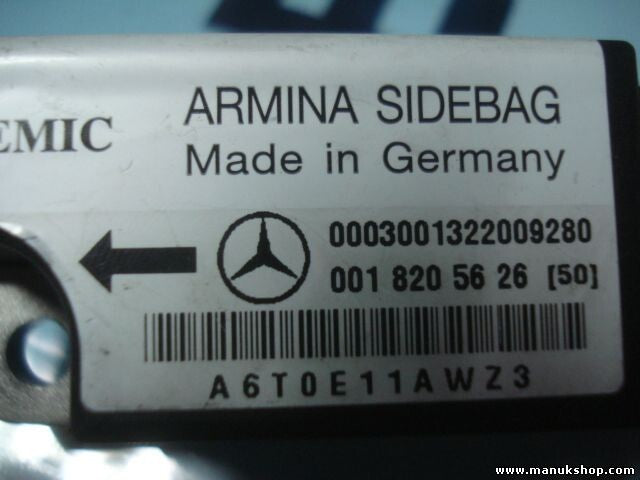 ARMINA SIDEBAG
EMIC
Made in Germany
0003001322009280
001 820 56 26 [50]
A6T0E11AWZ3
www.manukshop.com